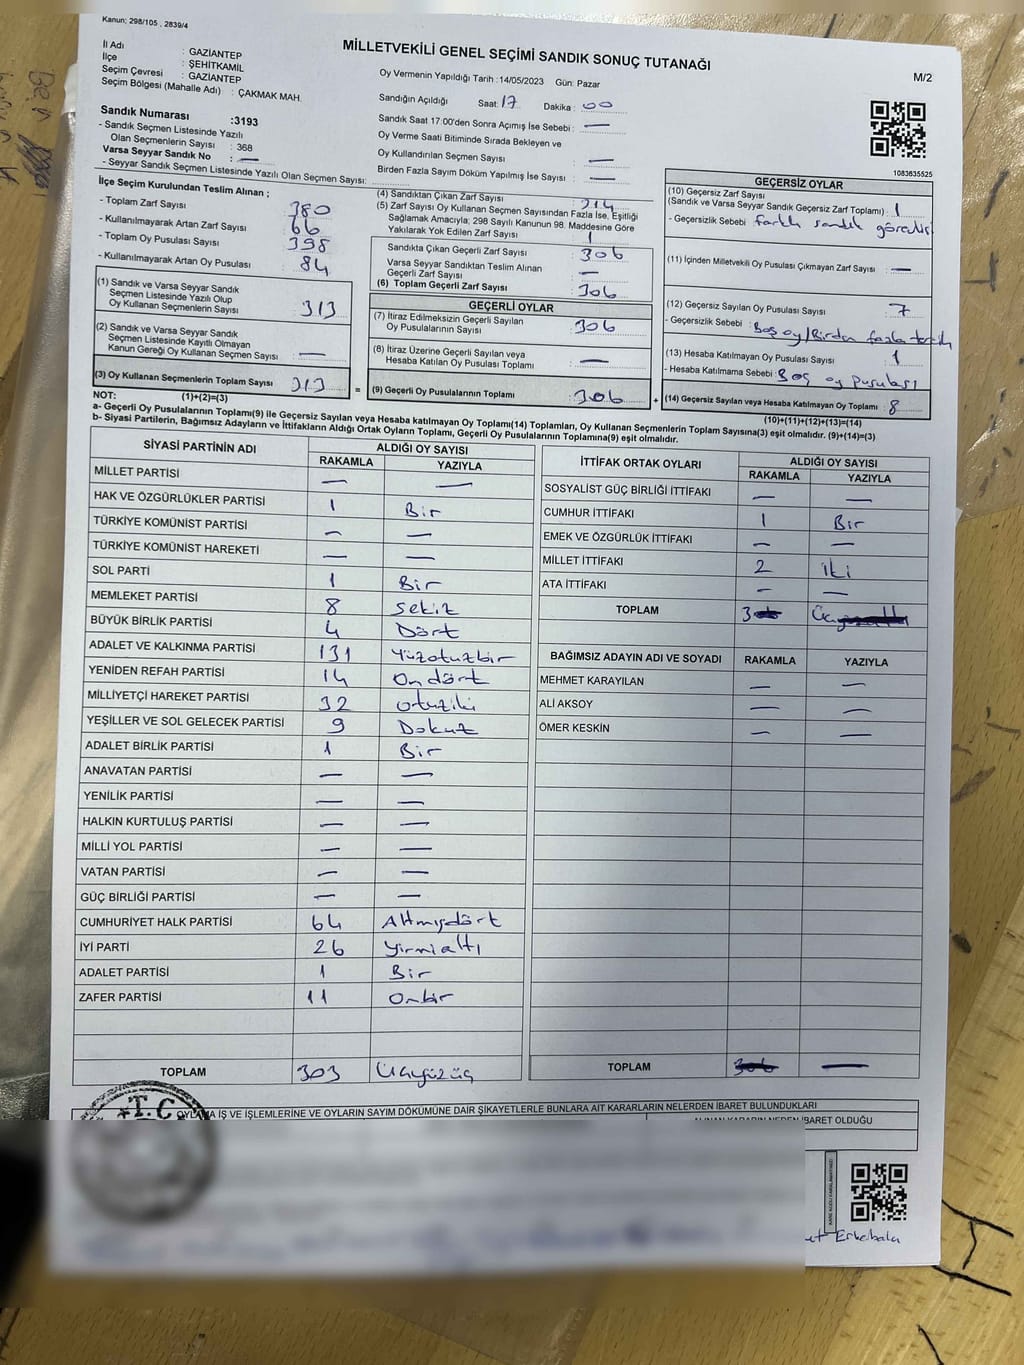 Kanun; 298/105 , 2839/4
MİLLETVEKİLİ GENEL SEÇİMİ SANDIK SONUÇ TUTANAĞI
M/2
İl Adı : GAZİANTEP
İlçe : ŞEHİTKAMİL
Seçim Çevresi : GAZİANTEP
Seçim Bölgesi (Mahalle Adı) : ÇAKMAK MAH.
Sandık Numarası :3193
- Sandık Seçmen Listesinde Yazılı
Olan Seçmenlerin Sayısı : 368
Varsa Seyyar Sandık No : —
- Seyyar Sandık Seçmen Listesinde Yazılı Olan Seçmen Sayısı:
Oy Vermenin Yapıldığı Tarih :14/05/2023 Gün: Pazar
Sandığın Açıldığı Saat: 17 Dakika : 00
Sandık Saat 17:00'den Sonra Açımış İse Sebebi : —
Oy Verme Saati Bitiminde Sırada Bekleyen ve
Oy Kullandırılan Seçmen Sayısı —
Birden Fazla Sayım Döküm Yapılmış İse Sayısı : —
1083635525
İlçe Seçim Kurulundan Teslim Alınan ;
- Toplam Zarf Sayısı 380
- Kullanılmayarak Artan Zarf Sayısı 66
- Toplam Oy Pusulası Sayısı 398
- Kullanılmayarak Artan Oy Pusulası : 84
(1) Sandık ve Varsa Seyyar Sandık
Seçmen Listesinde Yazılı Olup
Oy Kullanan Seçmenlerin Sayısı : 313
(2) Sandık ve Varsa Seyyar Sandık
Seçmen Listesinde Kayıtlı Olmayan
Kanun Gereği Oy Kullanan Seçmen Sayısı : —
(3) Oy Kullanan Seçmenlerin Toplam Sayısı : 313 =
(4) Sandıktan Çıkan Zarf Sayısı : 314
(5) Zarf Sayısı Oy Kullanan Seçmen Sayısından Fazla İse, Eşitliği
Sağlamak Amacıyla; 298 Sayılı Kanunun 98. Maddesine Göre
Yakılarak Yok Edilen Zarf Sayısı : 1
Sandıkta Çıkan Geçerli Zarf Sayısı : 306
Varsa Seyyar Sandıktan Teslim Alınan
Geçerli Zarf Sayısı : —
(6) Toplam Geçerli Zarf Sayısı : 306
GEÇERLİ OYLAR
(7) İtiraz Edilmeksizin Geçerli Sayılan
Oy Pusulalarının Sayısı : 306
(8) İtiraz Üzerine Geçerli Sayılan veya
Hesaba Katılan Oy Pusulası Toplamı : —
(9) Geçerli Oy Pusulalarının Toplamı : 306 +
GEÇERSİZ OYLAR
(10) Geçersiz Zarf Sayısı
(Sandık ve Varsa Seyyar Sandık Geçersiz Zarf Toplamı) : 1
- Geçersizlik Sebebi : farklı sandık görevlisi
(11) İçinden Milletvekili Oy Pusulası Çıkmayan Zarf Sayısı : —
(12) Geçersiz Sayılan Oy Pusulası Sayısı : 7
- Geçersizlik Sebebi : Boş oy/Birden fazla tercih
(13) Hesaba Katılmayan Oy Pusulası Sayısı : 1
- Hesaba Katılmama Sebebi : Boş oy pusulası
(14) Geçersiz Sayılan veya Hesaba Katılmayan Oy Toplamı : 8
NOT: (1)+(2)=(3)
(10)+(11)+(12)+(13)=(14)
a- Geçerli Oy Pusulalarının Toplamı(9) ile Geçersiz Sayılan veya Hesaba katılmayan Oy Toplamı(14) Toplamları, Oy Kullanan Seçmenlerin Toplam Sayısına(3) eşit olmalıdır. (9)+(14)=(3)
b- Siyasi Partilerin, Bağımsız Adayların ve İttifakların Aldığı Ortak Oyların Toplamı, Geçerli Oy Pusulalarının Toplamına(9) eşit olmalıdır.
SİYASİ PARTİNİN ADI ALDIĞI OY SAYISI
RAKAMLA YAZIYLA
MİLLET PARTİSİ — —
HAK VE ÖZGÜRLÜKLER PARTİSİ 1 Bir
TÜRKİYE KOMÜNİST PARTİSİ — —
TÜRKİYE KOMÜNİST HAREKETİ — —
SOL PARTİ 1 Bir
MEMLEKET PARTİSİ 8 sekiz
BÜYÜK BİRLİK PARTİSİ 4 Dört
ADALET VE KALKINMA PARTİSİ 131 Yüzotuzbir
YENİDEN REFAH PARTİSİ 14 Ondört
MİLLİYETÇİ HAREKET PARTİSİ 32 otuziki
YEŞİLLER VE SOL GELECEK PARTİSİ 9 Dokuz
ADALET BİRLİK PARTİSİ 1 Bir
ANAVATAN PARTİSİ — —
YENİLİK PARTİSİ — —
HALKIN KURTULUŞ PARTİSİ — —
MİLLİ YOL PARTİSİ — —
VATAN PARTİSİ — —
GÜÇ BİRLİĞİ PARTİSİ — —
CUMHURİYET HALK PARTİSİ 64 Altmışdört
İYİ PARTİ 26 yirmialtı
ADALET PARTİSİ 1 Bir
ZAFER PARTİSİ 11 Onbir
TOPLAM 303 Üçyüzüç
İTTİFAK ORTAK OYLARI ALDIĞI OY SAYISI
RAKAMLA YAZIYLA
SOSYALİST GÜÇ BİRLİĞİ İTTİFAKI — —
CUMHUR İTTİFAKI 1 Bir
EMEK VE ÖZGÜRLÜK İTTİFAKI — —
MİLLET İTTİFAKI 2 iki
ATA İTTİFAKI — —
TOPLAM 3
BAĞIMSIZ ADAYIN ADI VE SOYADI RAKAMLA YAZIYLA
MEHMET KARAYILAN — —
ALİ AKSOY — —
ÖMER KESKİN — —
TOPLAM 306 —
T.C.
OYLAMA İŞ VE İŞLEMLERİNE VE OYLARIN SAYIM DÖKÜMÜNE DAİR ŞİKAYETLERLE BUNLARA AİT KARARLARIN NELERDEN İBARET BULUNDUKLARI
ALINAN KARARIN NEDEN İBARET OLDUĞU